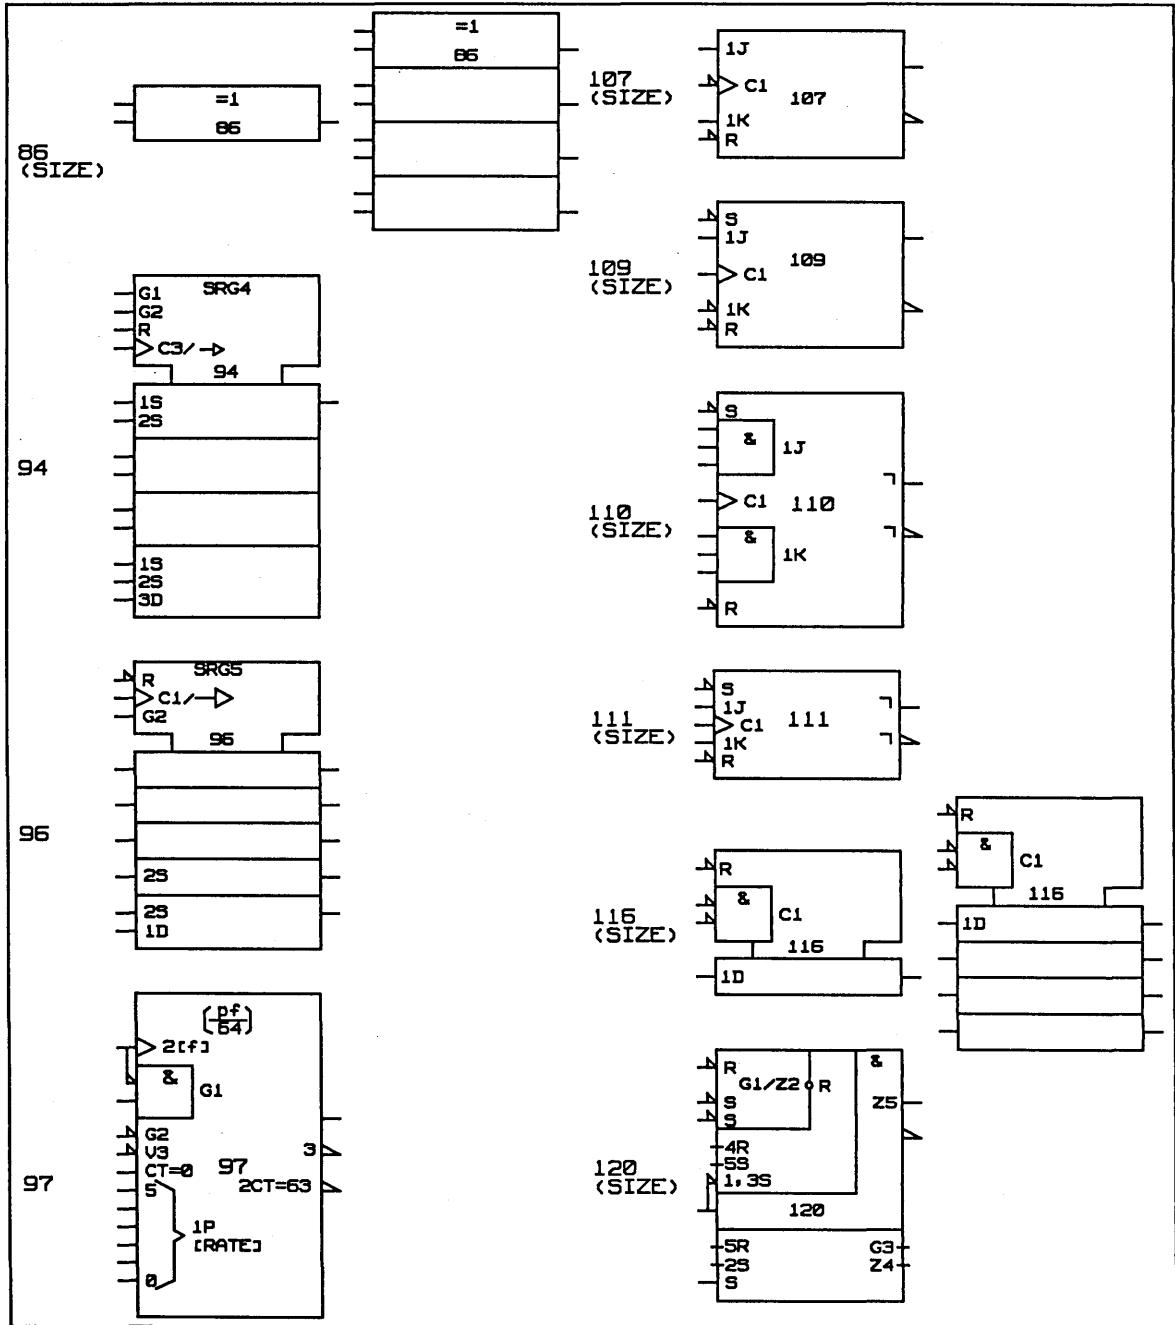 86
(SIZE)
=1
86
=1
86
94
SRG4
G1
G2
R
C3/
94
1S
2S
1S
2S
3D
96
SRG5
R
C1/
G2
96
2S
2S
1D
97
(pf/64)
2[f]
&
G1
G2
V3
CT=0
97
3
5
2CT=63
1P
[RATE]
0
107
(SIZE)
1J
C1
107
1K
R
109
(SIZE)
S
1J
109
C1
1K
R
110
(SIZE)
S
&
1J
C1
110
&
1K
R
111
(SIZE)
S
1J
C1
111
1K
R
116
(SIZE)
R
&
C1
116
1D
R
&
C1
116
1D
120
(SIZE)
R
&
G1/Z2
R
S
Z5
S
4R
5S
1,3S
120
5R
G3
2S
Z4
S